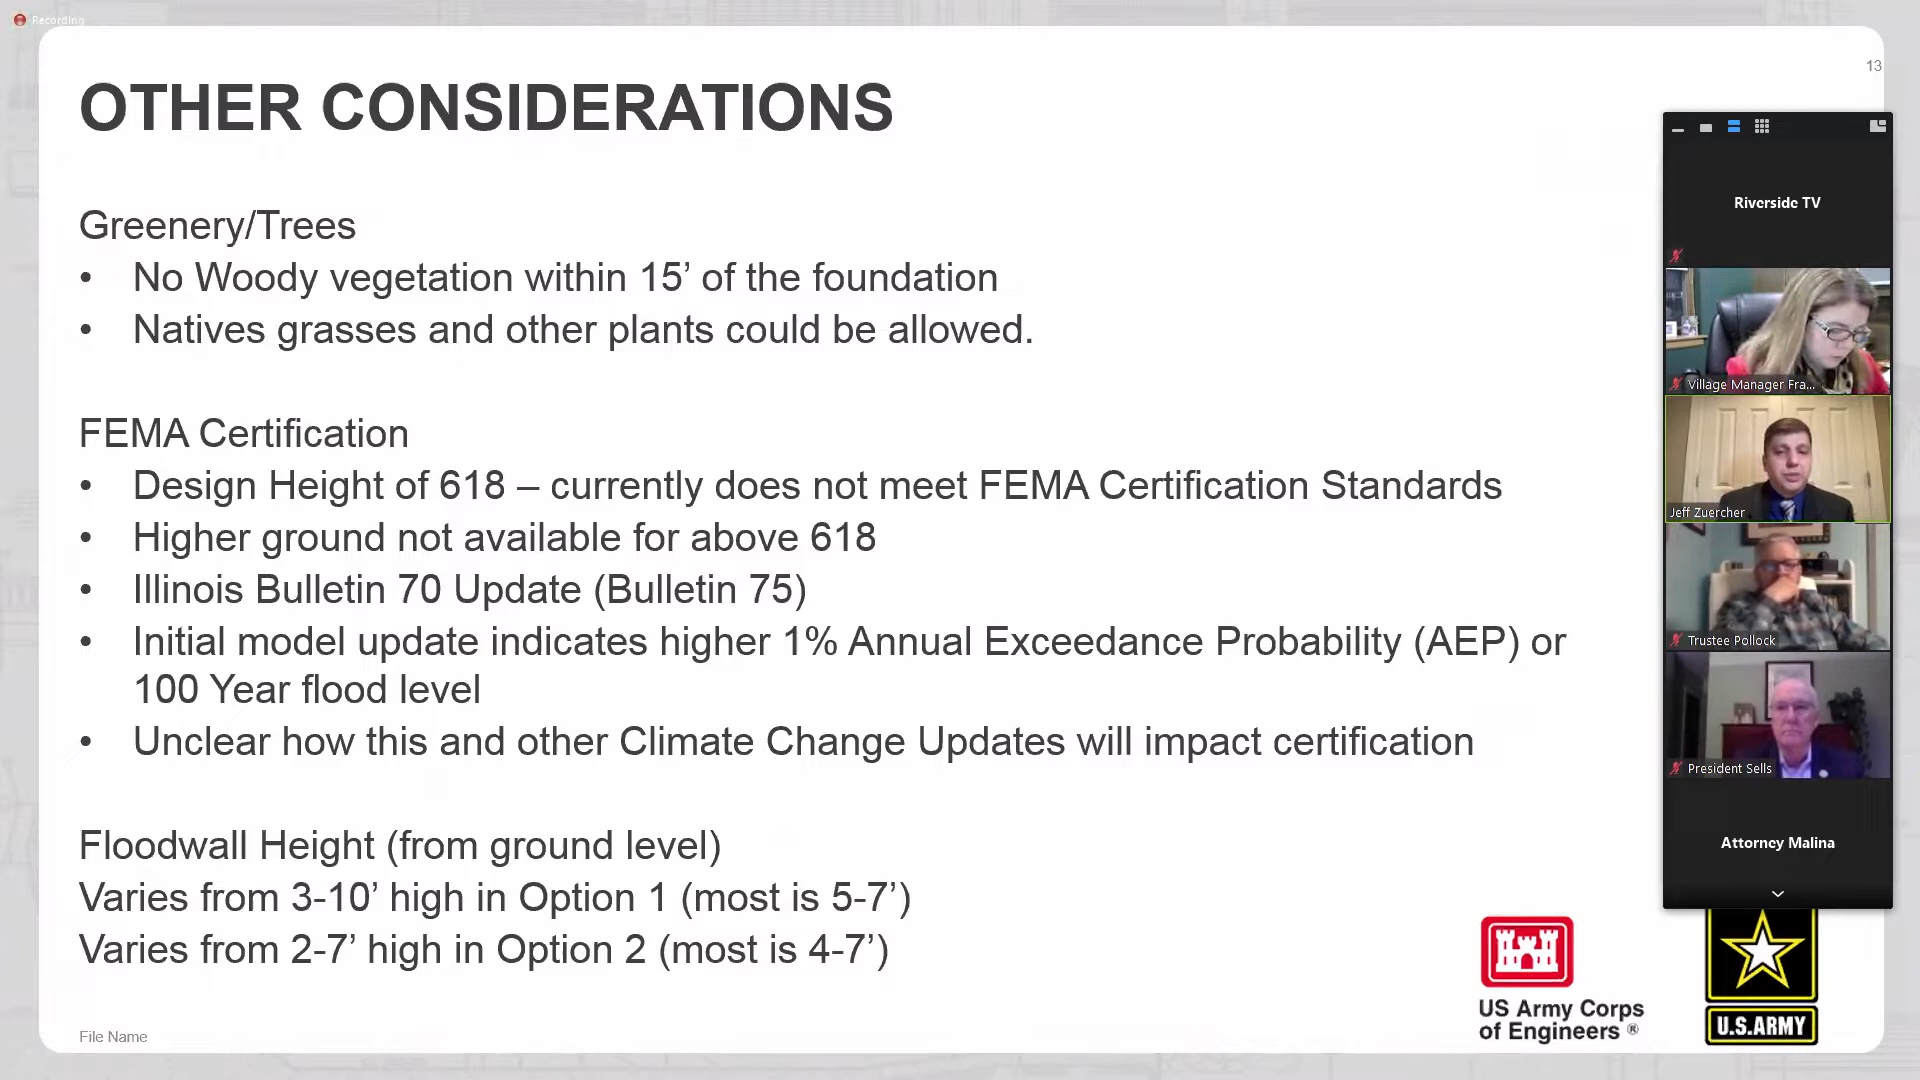 Recording
13
OTHER CONSIDERATIONS
Greenery/Trees
• No Woody vegetation within 15’ of the foundation
• Natives grasses and other plants could be allowed.
FEMA Certification
• Design Height of 618 – currently does not meet FEMA Certification Standards
• Higher ground not available for above 618
• Illinois Bulletin 70 Update (Bulletin 75)
• Initial model update indicates higher 1% Annual Exceedance Probability (AEP) or
100 Year flood level
• Unclear how this and other Climate Change Updates will impact certification
Floodwall Height (from ground level)
Varies from 3-10’ high in Option 1 (most is 5-7’)
Varies from 2-7’ high in Option 2 (most is 4-7’)
File Name
US Army Corps
of Engineers ®
U.S.ARMY
Riverside TV
Village Manager Fra...
Jeff Zuercher
Trustee Pollock
President Sells
Attorney Malina